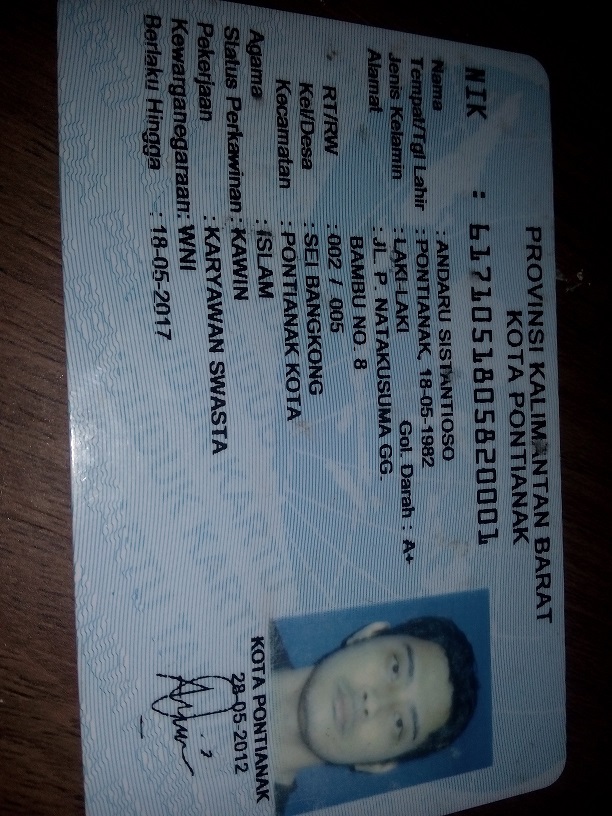 PROVINSI KALIMANTAN BARAT
KOTA PONTIANAK
NIK : 6171051805820001
Nama : ANDARU SISTANTIOSO
Tempat/Tgl Lahir : PONTIANAK, 18-05-1982
Jenis Kelamin : LAKI-LAKI Gol. Darah : A+
Alamat : JL. P. NATAKUSUMA GG.
BAMBU NO. 8
RT/RW : 002 / 005
Kel/Desa : SEI BANGKONG
Kecamatan : PONTIANAK KOTA
Agama : ISLAM
Status Perkawinan : KAWIN
Pekerjaan : KARYAWAN SWASTA
Kewarganegaraan : WNI
Berlaku Hingga : 18-05-2017
KOTA PONTIANAK
28-05-2012